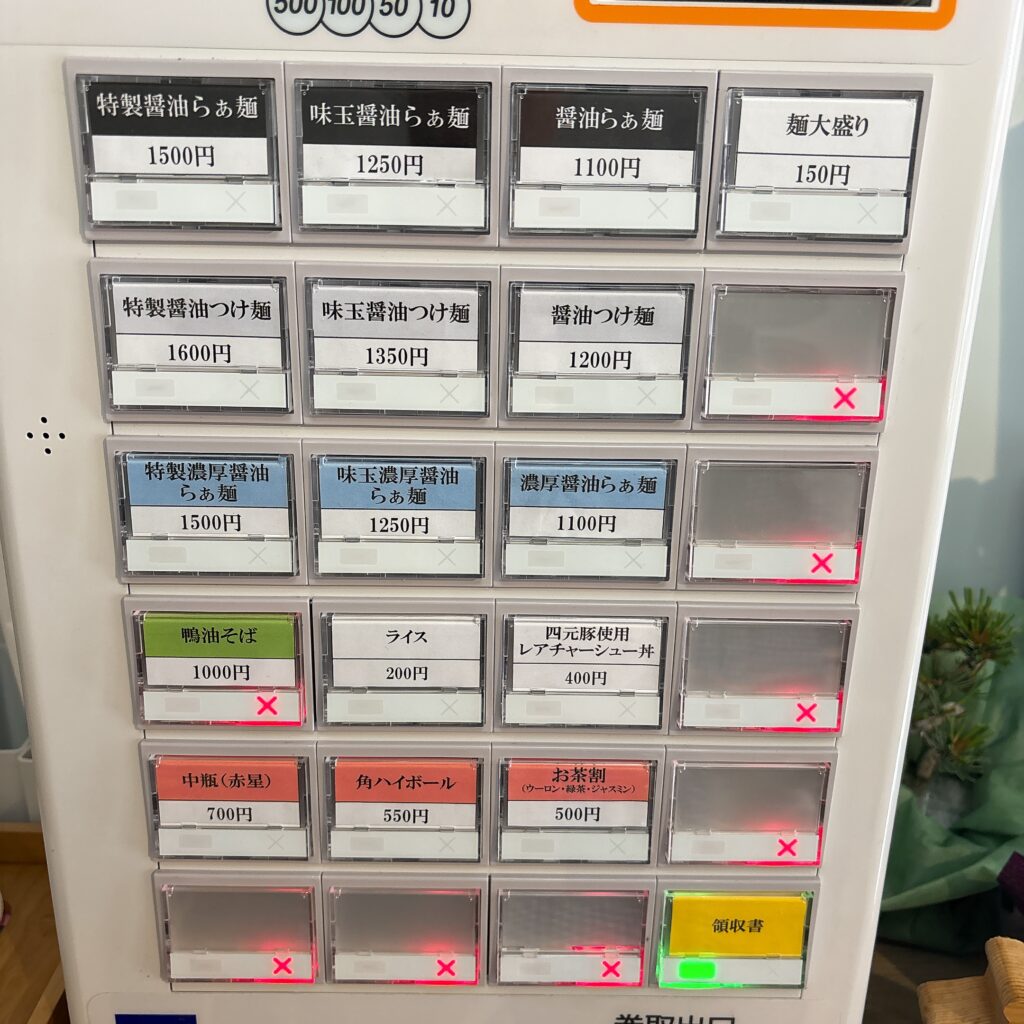 500 100 50 10
特製醤油らぁ麺
1500円
味玉醤油らぁ麺
1250円
醤油らぁ麺
1100円
麺大盛り
150円
特製醤油つけ麺
1600円
味玉醤油つけ麺
1350円
醤油つけ麺
1200円
特製濃厚醤油
らぁ麺
1500円
味玉濃厚醤油
らぁ麺
1250円
濃厚醤油らぁ麺
1100円
鴨油そば
1000円
ライス
200円
四元豚使用
レアチャーシュー丼
400円
中瓶(赤星)
700円
角ハイボール
550円
お茶割
(ウーロン・緑茶・ジャスミン)
500円
領収書